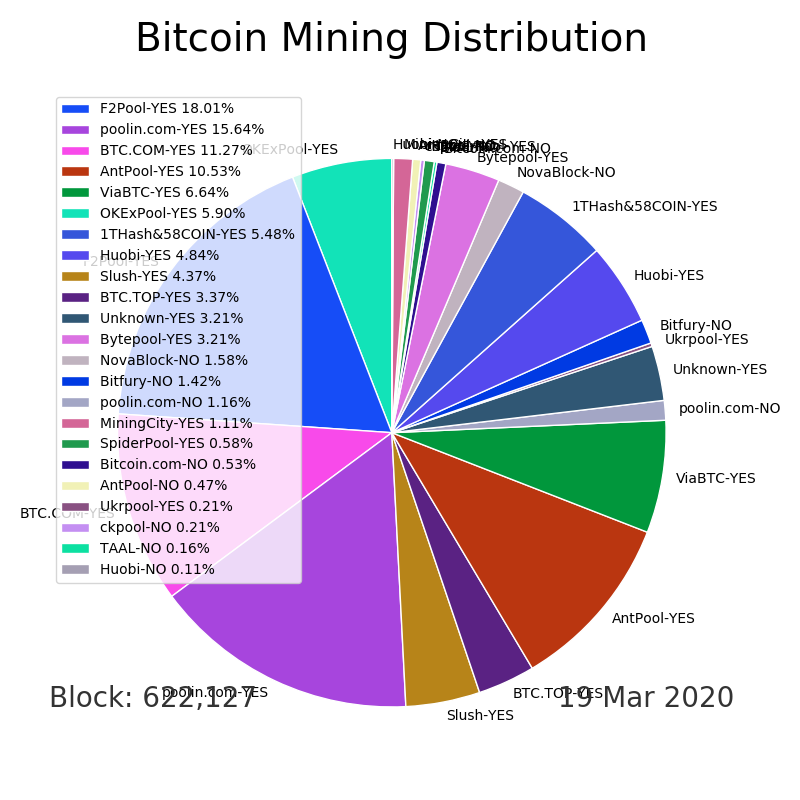 Bitcoin Mining Distribution
F2Pool-YES 18.01%
poolin.com-YES 15.64%
BTC.COM-YES 11.27%
AntPool-YES 10.53%
ViaBTC-YES 6.64%
OKExPool-YES 5.90%
1THash&58COIN-YES 5.48%
Huobi-YES 4.84%
Slush-YES 4.37%
BTC.TOP-YES 3.37%
Unknown-YES 3.21%
Bytepool-YES 3.21%
NovaBlock-NO 1.58%
Bitfury-NO 1.42%
poolin.com-NO 1.16%
MiningCity-YES 1.11%
SpiderPool-YES 0.58%
Bitcoin.com-NO 0.53%
AntPool-NO 0.47%
Ukrpool-YES 0.21%
ckpool-NO 0.21%
TAAL-NO 0.16%
Huobi-NO 0.11%
OKExPool-YES
F2Pool-YES
BTC.COM-YES
poolin.com-YES
Slush-YES
BTC.TOP-YES
AntPool-YES
ViaBTC-YES
poolin.com-NO
Unknown-YES
Ukrpool-YES
Bitfury-NO
Huobi-YES
1THash&58COIN-YES
NovaBlock-NO
Bytepool-YES
Bitcoin.com-NO
Block: 622,127
19 Mar 2020